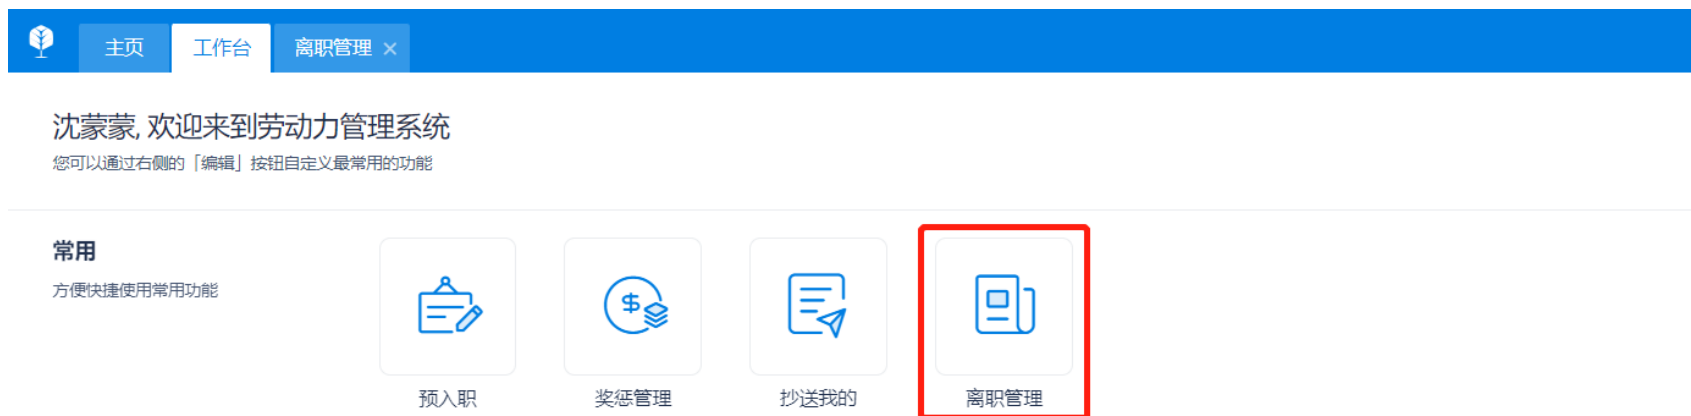 主页 工作台 离职管理 ×
沈蒙蒙, 欢迎来到劳动力管理系统
您可以通过右侧的「编辑」按钮自定义最常用的功能
常用
方便快捷使用常用功能
预入职 奖惩管理 抄送我的 离职管理